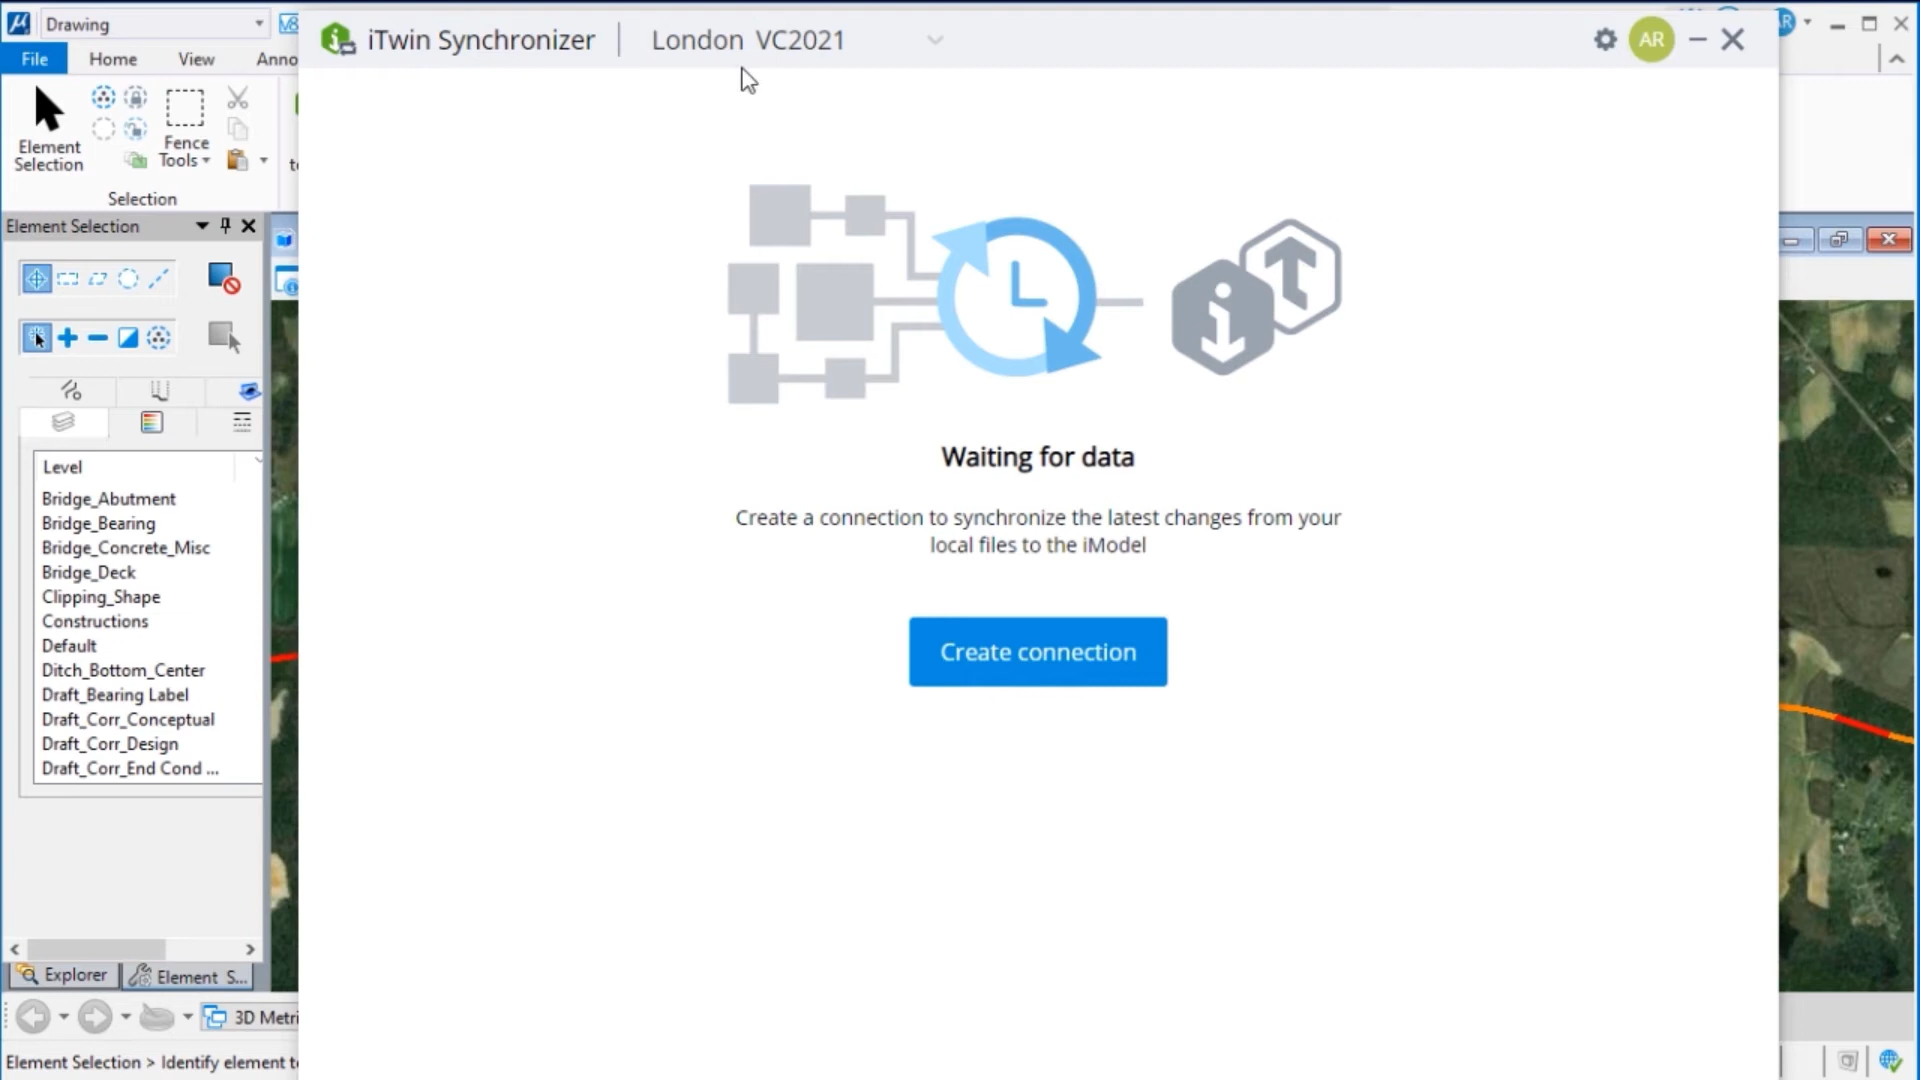 Drawing
iTwin Synchronizer
London VC2021
AR
File
Home
View
Anno
Element
Selection
Fence
Tools
Selection
Element Selection
Level
Bridge_Abutment
Bridge_Bearing
Bridge_Concrete_Misc
Bridge_Deck
Clipping_Shape
Constructions
Default
Ditch_Bottom_Center
Draft_Bearing Label
Draft_Corr_Conceptual
Draft_Corr_Design
Draft_Corr_End Cond ...
Waiting for data
Create a connection to synchronize the latest changes from your
local files to the iModel
Create connection
Explorer
Element S...
3D Metri
Element Selection > Identify element to